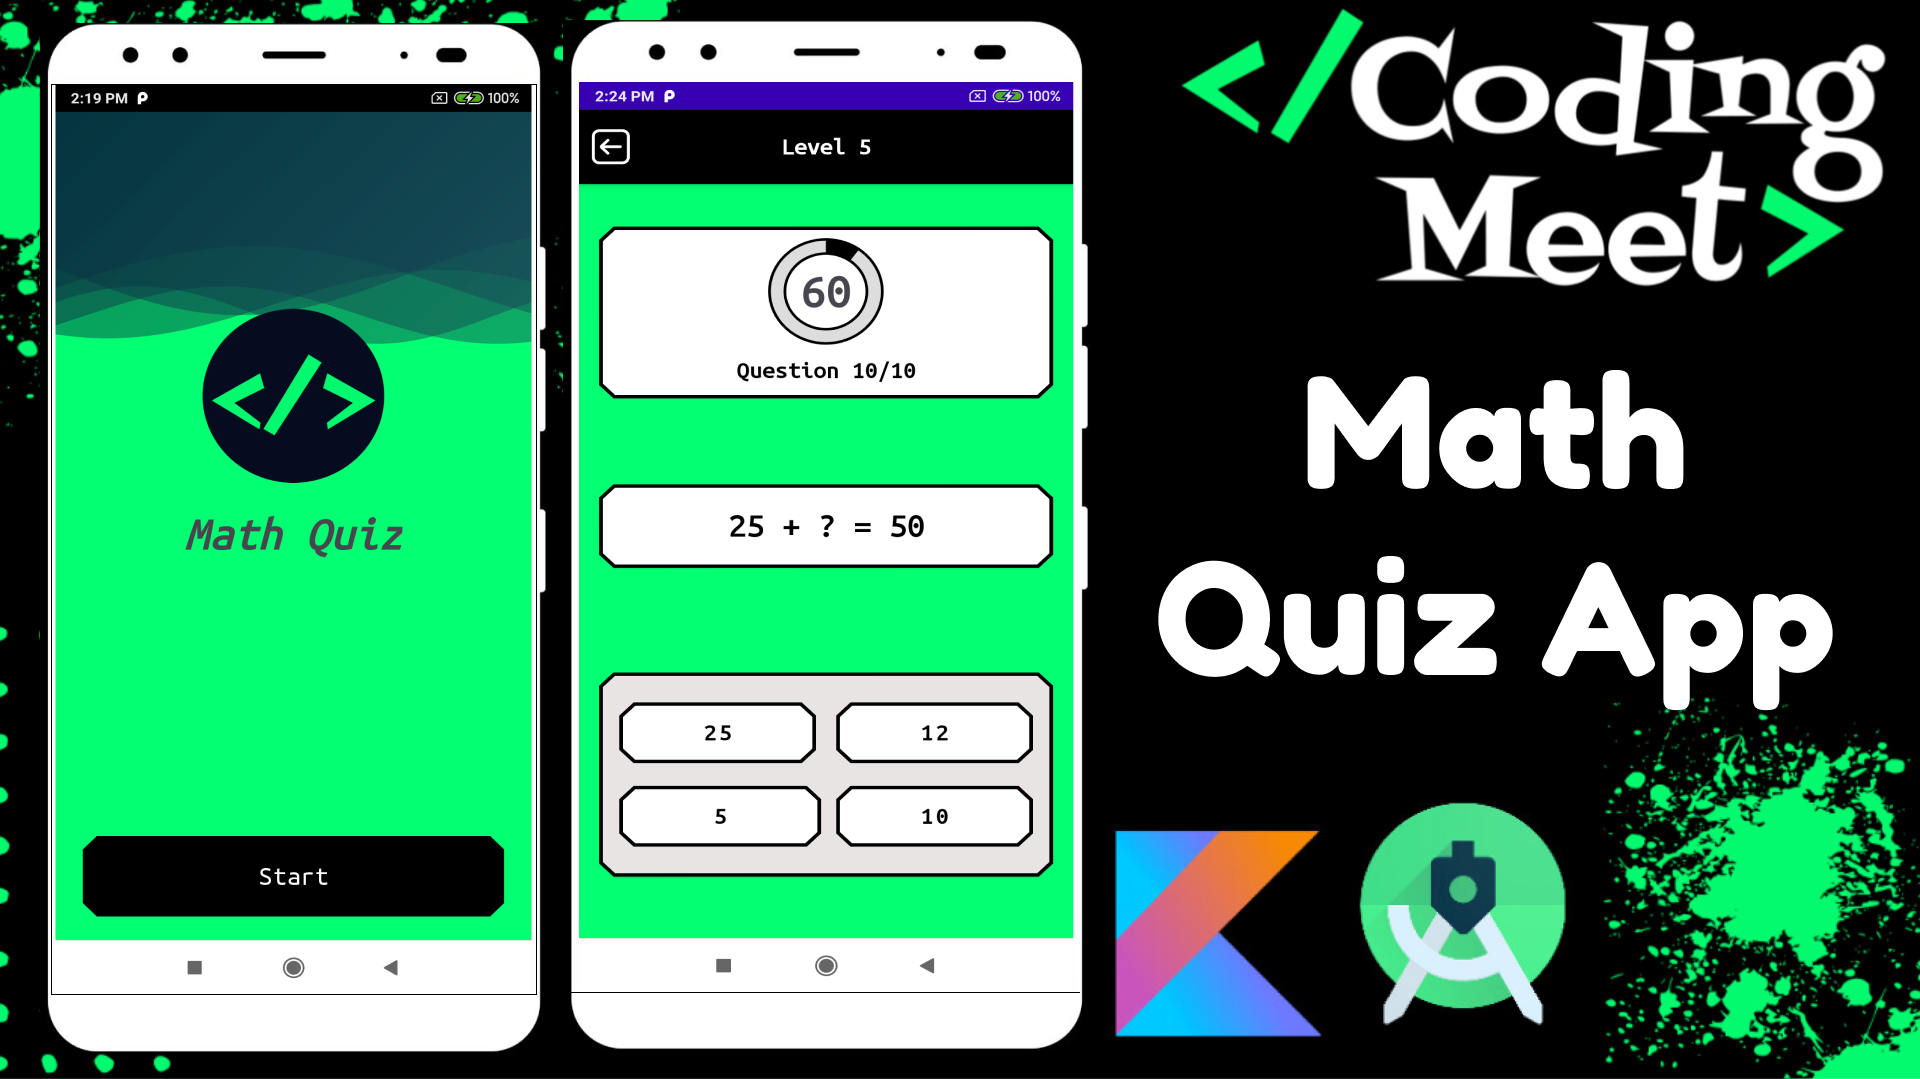 2:19 PM
100%
</>
Math Quiz
Start
2:24 PM
100%
Level 5
60
Question 10/10
25 + ? = 50
25
12
5
10
</Coding
Meet>
Math
Quiz App